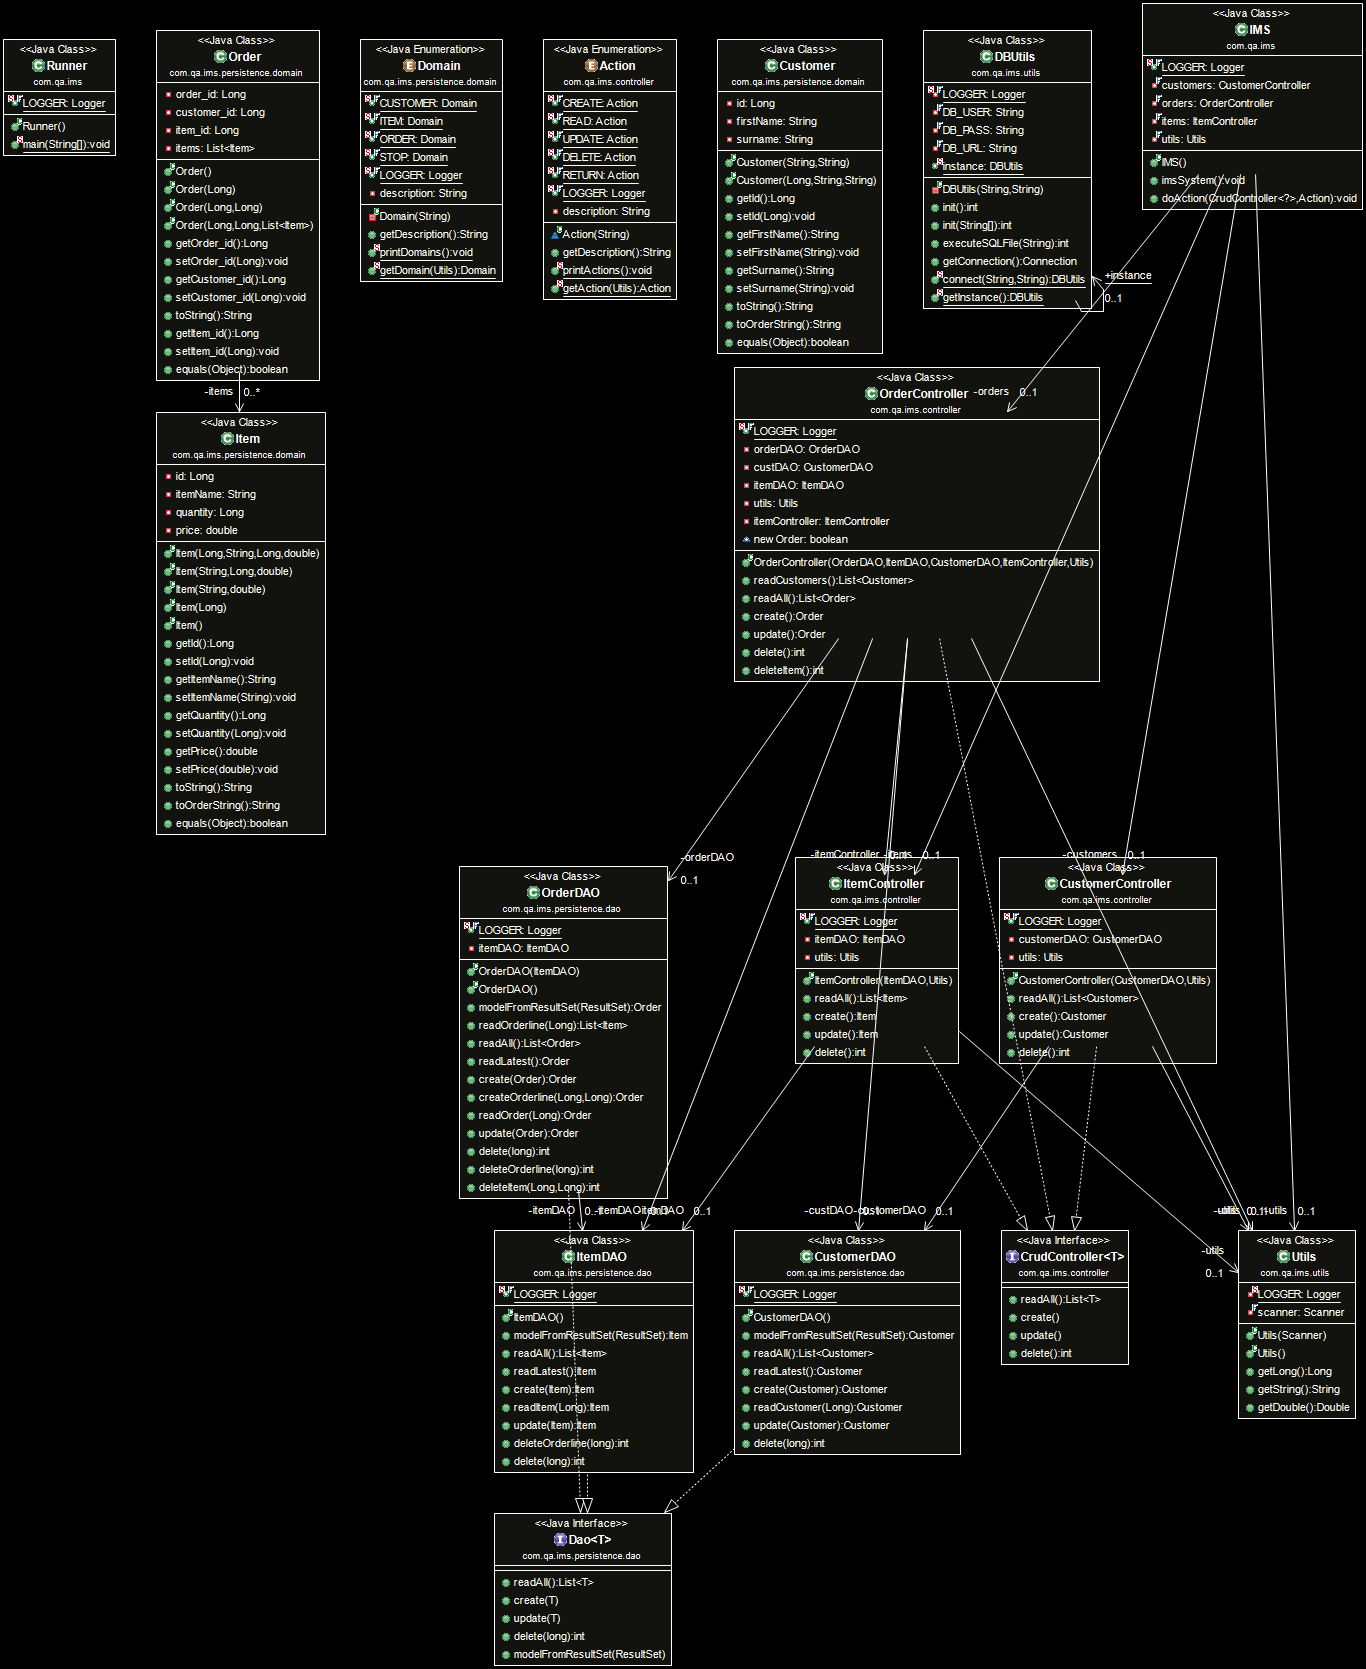 <<Java Class>>
Runner
com.qa.ims
LOGGER: Logger
Runner()
main(String[]):void
<<Java Class>>
Order
com.qa.ims.persistence.domain
order_id: Long
customer_id: Long
item_id: Long
items: List<Item>
Order()
Order(Long)
Order(Long,Long)
Order(Long,Long,List<Item>)
getOrder_id():Long
setOrder_id(Long):void
getCustomer_id():Long
setCustomer_id(Long):void
toString():String
getItem_id():Long
setItem_id(Long):void
equals(Object):boolean
-items 0..*
<<Java Class>>
Item
com.qa.ims.persistence.domain
id: Long
itemName: String
quantity: Long
price: double
Item(Long,String,Long,double)
Item(String,Long,double)
Item(String,double)
Item(Long)
Item()
getId():Long
setId(Long):void
getItemName():String
setItemName(String):void
getQuantity():Long
setQuantity(Long):void
getPrice():double
setPrice(double):void
toString():String
toOrderString():String
equals(Object):boolean
<<Java Enumeration>>
Domain
com.qa.ims.persistence.domain
CUSTOMER: Domain
ITEM: Domain
ORDER: Domain
STOP: Domain
LOGGER: Logger
description: String
Domain(String)
getDescription():String
printDomains():void
getDomain(Utils):Domain
<<Java Enumeration>>
Action
com.qa.ims.controller
CREATE: Action
READ: Action
UPDATE: Action
DELETE: Action
RETURN: Action
LOGGER: Logger
description: String
Action(String)
getDescription():String
printActions():void
getAction(Utils):Action
<<Java Class>>
Customer
com.qa.ims.persistence.domain
id: Long
firstName: String
surname: String
Customer(String,String)
Customer(Long,String,String)
getId():Long
setId(Long):void
getFirstName():String
setFirstName(String):void
getSurname():String
setSurname(String):void
toString():String
toOrderString():String
equals(Object):boolean
<<Java Class>>
DBUtils
com.qa.ims.utils
LOGGER: Logger
DB_USER: String
DB_PASS: String
DB_URL: String
instance: DBUtils
DBUtils(String,String)
init():int
init(String[]):int
executeSQLFile(String):int
getConnection():Connection
connect(String,String):DBUtils
getInstance():DBUtils
+instance
0..1
<<Java Class>>
IMS
com.qa.ims
LOGGER: Logger
customers: CustomerController
orders: OrderController
items: ItemController
utils: Utils
IMS()
imsSystem():void
doAction(CrudController<?>,Action):void
<<Java Class>>
OrderController
com.qa.ims.controller
-orders 0..1
LOGGER: Logger
orderDAO: OrderDAO
custDAO: CustomerDAO
itemDAO: ItemDAO
utils: Utils
itemController: ItemController
new Order: boolean
OrderController(OrderDAO,ItemDAO,CustomerDAO,ItemController,Utils)
readCustomers():List<Customer>
readAll():List<Order>
create():Order
update():Order
delete():int
deleteItem():int
-orderDAO
0..1
<<Java Class>>
OrderDAO
com.qa.ims.persistence.dao
LOGGER: Logger
itemDAO: ItemDAO
OrderDAO(ItemDAO)
OrderDAO()
modelFromResultSet(ResultSet):Order
readOrderline(Long):List<Item>
readAll():List<Order>
readLatest():Order
create(Order):Order
createOrderline(Long,Long):Order
readOrder(Long):Order
update(Order):Order
delete(long):int
deleteOrderline(long):int
deleteItem(Long,Long):int
-itemController -items 0..1 0..1
<<Java Class>>
ItemController
com.qa.ims.controller
LOGGER: Logger
itemDAO: ItemDAO
utils: Utils
ItemController(ItemDAO,Utils)
readAll():List<Item>
create():Item
update():Item
delete():int
-customers 0..1
<<Java Class>>
CustomerController
com.qa.ims.controller
LOGGER: Logger
customerDAO: CustomerDAO
utils: Utils
CustomerController(CustomerDAO,Utils)
readAll():List<Customer>
create():Customer
update():Customer
delete():int
-itemDAO 0..1 -itemDAO 0..1 -itemDAO 0..1
<<Java Class>>
ItemDAO
com.qa.ims.persistence.dao
LOGGER: Logger
ItemDAO()
modelFromResultSet(ResultSet):Item
readAll():List<Item>
readLatest():Item
create(Item):Item
readItem(Long):Item
update(Item):Item
deleteOrderline(long):int
delete(long):int
-custDAO 0..1 -customerDAO 0..1
<<Java Class>>
CustomerDAO
com.qa.ims.persistence.dao
LOGGER: Logger
CustomerDAO()
modelFromResultSet(ResultSet):Customer
readAll():List<Customer>
readLatest():Customer
create(Customer):Customer
readCustomer(Long):Customer
update(Customer):Customer
delete(long):int
<<Java Interface>>
CrudController<T>
com.qa.ims.controller
readAll():List<T>
create()
update()
delete():int
-utils 0..1 -utils 0..1
-utils
0..1
<<Java Class>>
Utils
com.qa.ims.utils
LOGGER: Logger
scanner: Scanner
Utils(Scanner)
Utils()
getLong():Long
getString():String
getDouble():Double
<<Java Interface>>
Dao<T>
com.qa.ims.persistence.dao
readAll():List<T>
create(T)
update(T)
delete(long):int
modelFromResultSet(ResultSet)